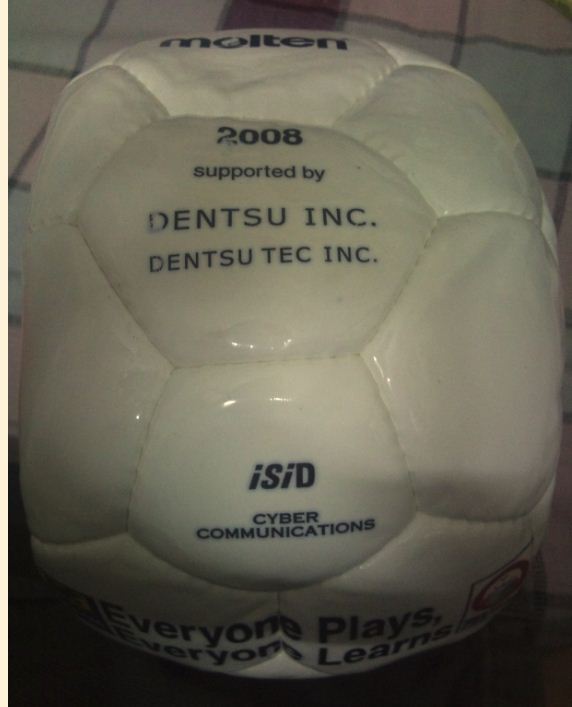 molten
2008
supported by
DENTSU INC.
DENTSU TEC INC.
iSiD
CYBER
COMMUNICATIONS
Everyone Plays,
Everyone Learns